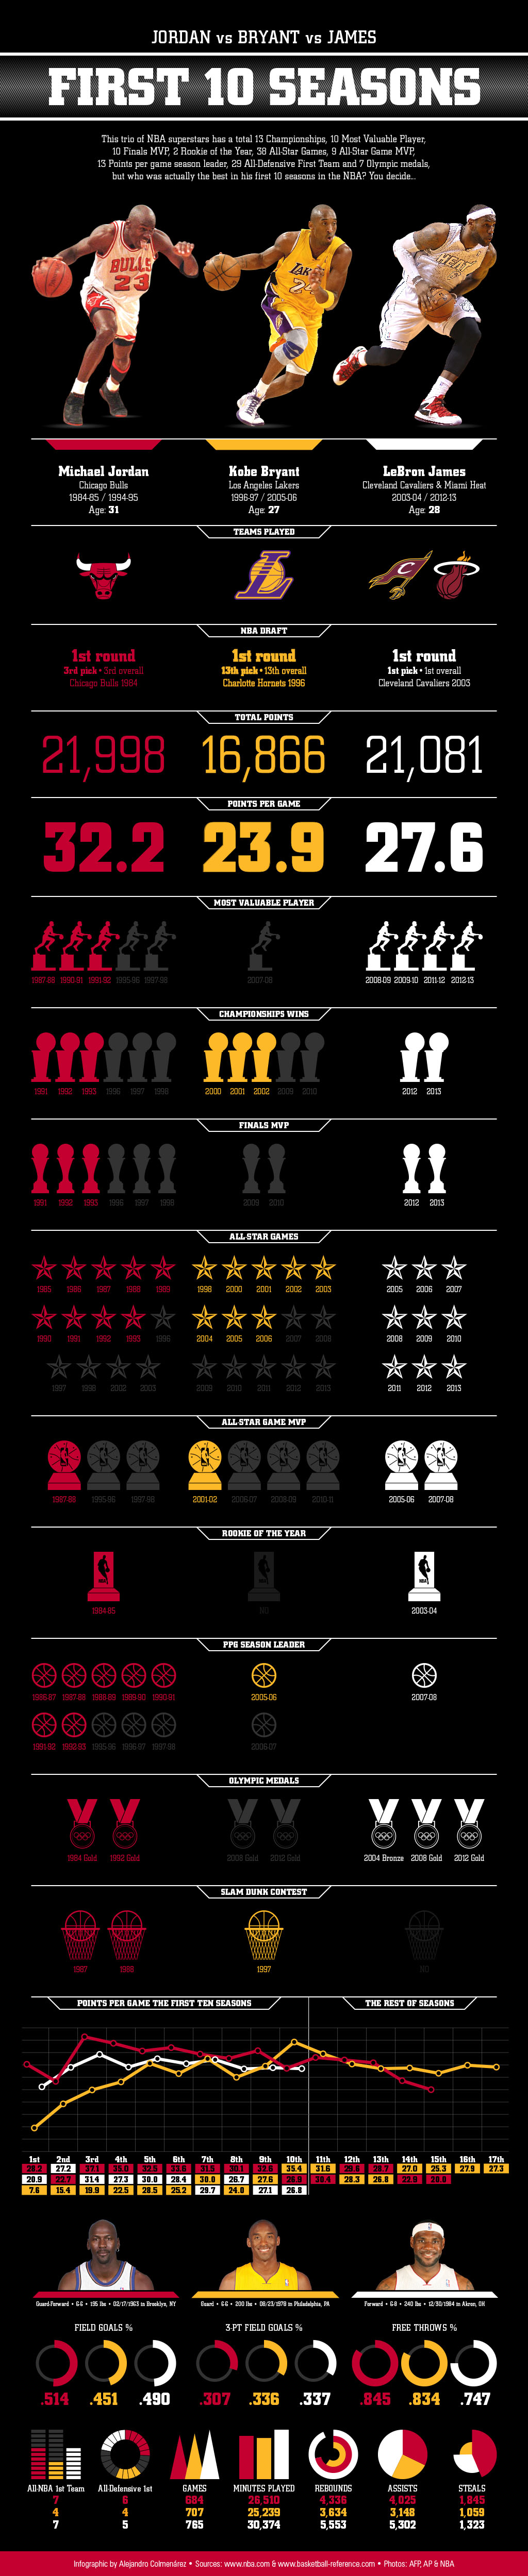 JORDAN vs BRYANT vs JAMES
FIRST 10 SEASONS
This trio of NBA superstars has a total 13 Championships, 10 Most Valuable Player,
10 Finals MVP, 2 Rookie of the Year, 38 All-Star Games, 9 All-Star Game MVP,
13 Points per game season leader, 29 All-Defensive First Team and 7 Olympic medals,
but who was actually the best in his first 10 seasons in the NBA? You decide...
BULLS
23
LAK
24
HEAT
Michael Jordan Kobe Bryant LeBron James
Chicago Bulls Los Angeles Lakers Cleveland Cavaliers & Miami Heat
1984-85 / 1994-95 1996-97 / 2005-06 2003-04 / 2012-13
Age: 31 Age: 27 Age: 28
TEAMS PLAYED
NBA DRAFT
1st round 1st round 1st round
3rd pick • 3rd overall 13th pick • 13th overall 1st pick • 1st overall
Chicago Bulls 1984 Charlotte Hornets 1996 Cleveland Cavaliers 2003
TOTAL POINTS
21,998 16,866 21,081
POINTS PER GAME
32.2 23.9 27.6
MOST VALUABLE PLAYER
1987-88 1990-91 1991-92 1995-96 1997-98 2007-08 2008-09 2009-10 2011-12 2012-13
CHAMPIONSHIPS WINS
1991 1992 1993 1996 1997 1998 2000 2001 2002 2009 2010 2012 2013
FINALS MVP
1991 1992 1993 1996 1997 1998 2009 2010 2012 2013
ALL-STAR GAMES
1985 1986 1987 1988 1989 1998 2000 2001 2002 2003 2005 2006 2007
1990 1991 1992 1993 1996 2004 2005 2006 2007 2008 2008 2009 2010
1997 1998 2002 2003 2009 2010 2011 2012 2013 2011 2012 2013
ALL-STAR GAME MVP
1987-88 1995-96 1997-98 2001-02 2006-07 2008-09 2010-11 2005-06 2007-08
ROOKIE OF THE YEAR
1984-85 NO 2003-04
PPG SEASON LEADER
1986-87 1987-88 1988-89 1989-90 1990-91 2005-06 2007-08
1991-92 1992-93 1995-96 1996-97 1997-98 2006-07
OLYMPIC MEDALS
1984 Gold 1992 Gold 2008 Gold 2012 Gold 2004 Bronze 2008 Gold 2012 Gold
SLAM DUNK CONTEST
1987 1988 1997 NO
POINTS PER GAME THE FIRST TEN SEASONS THE REST OF SEASONS
1st 2nd 3rd 4th 5th 6th 7th 8th 9th 10th 11th 12th 13th 14th 15th 16th 17th
28.2 27.2 37.1 35.0 32.5 33.6 31.5 30.1 32.6 35.4 31.6 29.6 28.7 27.0 25.3 27.9 27.3
20.9 22.7 31.4 27.3 30.0 28.4 30.0 26.7 27.6 26.9 30.4 28.3 26.8 22.9 20.0
7.6 15.4 19.9 22.5 28.5 25.2 29.7 24.0 27.1 26.8
Guard-Forward • 6-6 • 195 lbs • 02/17/1963 in Brooklyn, NY Guard • 6-6 • 200 lbs • 08/23/1978 in Philadelphia, PA Forward • 6-8 • 240 lbs • 12/30/1984 in Akron, OH
FIELD GOALS % 3-PT FIELD GOALS % FREE THROWS %
.514 .451 .490 .307 .336 .337 .845 .834 .747
All-NBA 1st Team All-Defensive 1st GAMES MINUTES PLAYED REBOUNDS ASSISTS STEALS
7 6 684 26,510 4,336 4,025 1,845
4 4 707 25,239 3,634 3,148 1,059
7 5 765 30,374 5,553 5,302 1,323
Infographic by Alejandro Colmenárez • Sources: www.nba.com & www.basketball-reference.com • Photos: AFP, AP & NBA